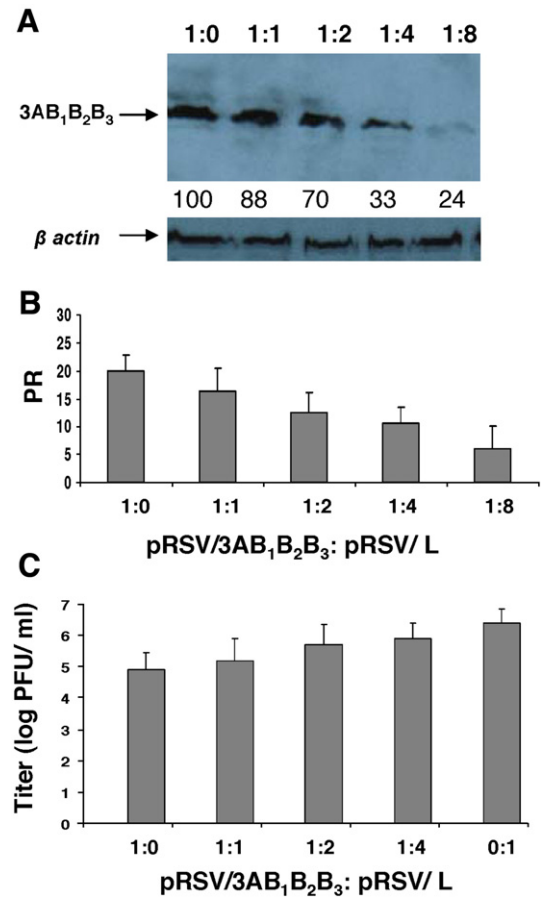 A
1:0 1:1 1:2 1:4 1:8
3AB₁B₂B₃
100 88 70 33 24
β actin
B
30
25
20
15
10
5
0
PR
1:0 1:1 1:2 1:4 1:8
pRSV/3AB₁B₂B₃: pRSV/ L
C
7
6
5
4
3
2
1
0
Titer (log PFU/ ml)
1:0 1:1 1:2 1:4 0:1
pRSV/3AB₁B₂B₃: pRSV/ L